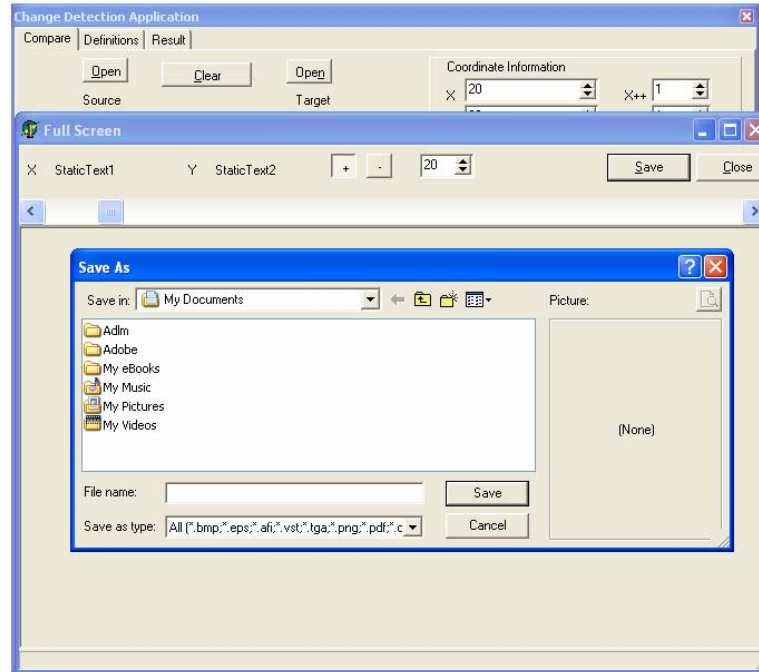 Change Detection Application
Compare Definitions Result
Open Clear Open Coordinate Information
X 20 X++ 1
Source Target
Full Screen
X StaticText1 Y StaticText2 + - 20 Save Close
Save As
Save in: My Documents Picture:
Adlm
Adobe
My eBooks
My Music
My Pictures
My Videos
(None)
File name: Save
Save as type: All (*.bmp;*.eps;*.afi;*.vst;*.tga;*.png;*.pdf;*.c Cancel